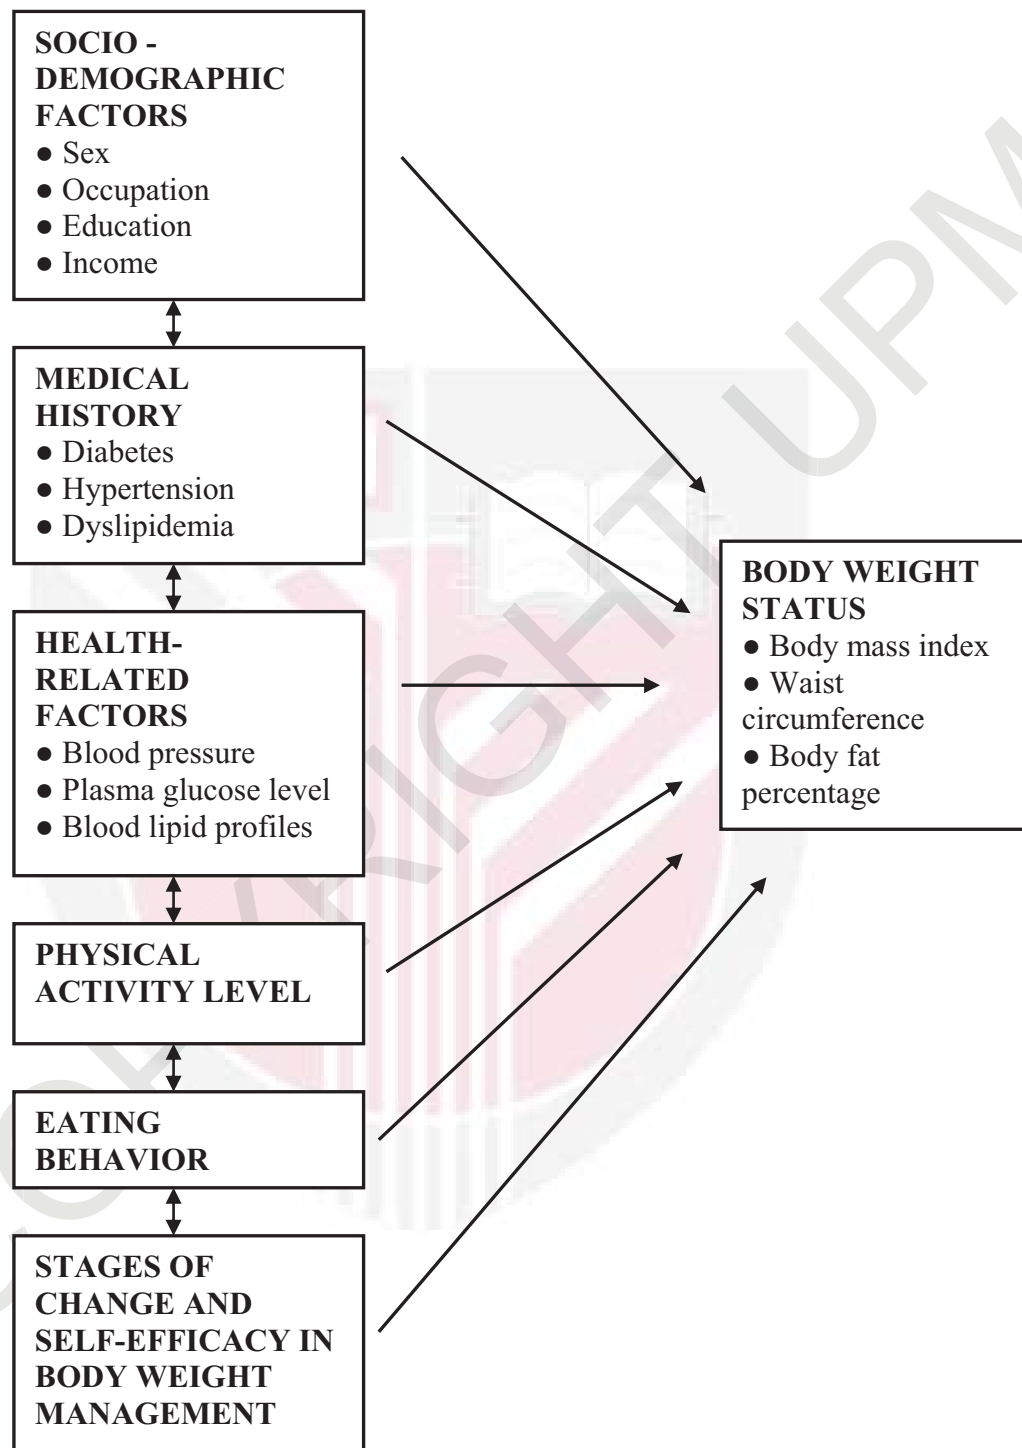 SOCIO -
DEMOGRAPHIC
FACTORS
● Sex
● Occupation
● Education
● Income
MEDICAL
HISTORY
● Diabetes
● Hypertension
● Dyslipidemia
HEALTH-
RELATED
FACTORS
● Blood pressure
● Plasma glucose level
● Blood lipid profiles
PHYSICAL
ACTIVITY LEVEL
EATING
BEHAVIOR
STAGES OF
CHANGE AND
SELF-EFFICACY IN
BODY WEIGHT
MANAGEMENT
BODY WEIGHT
STATUS
● Body mass index
● Waist
circumference
● Body fat
percentage
COPYRIGHT UPM